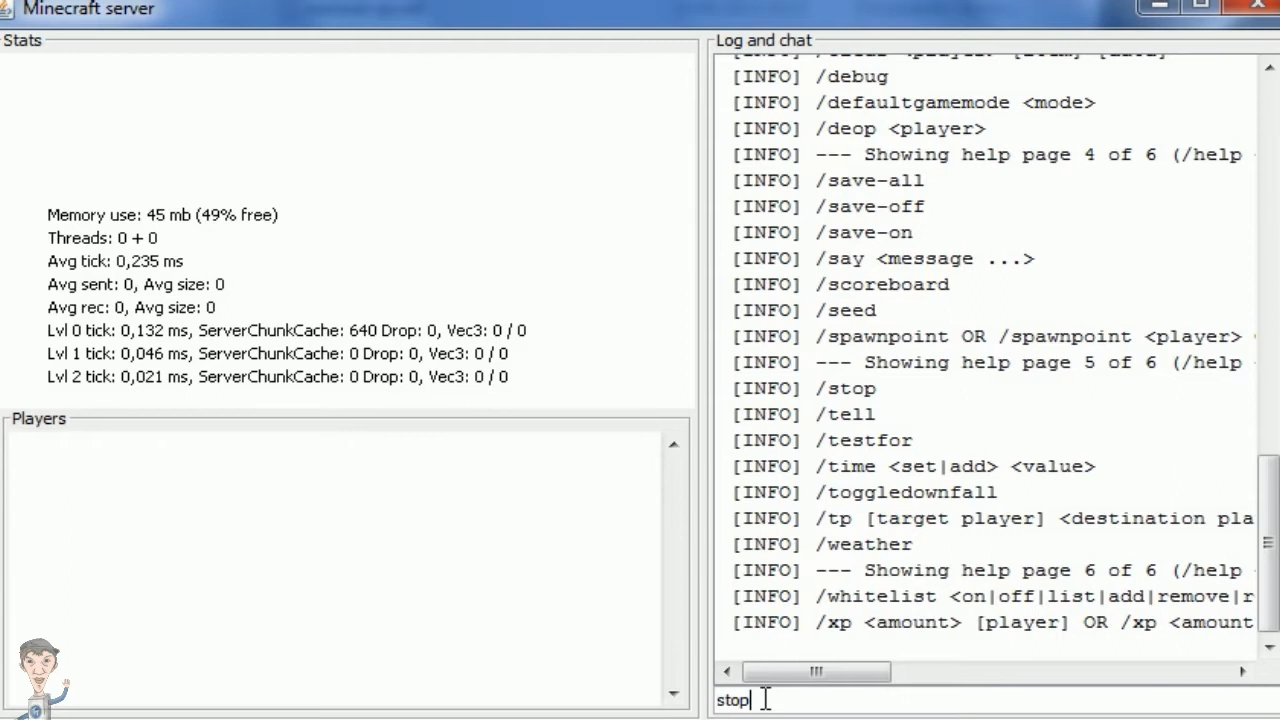 Minecraft server
Stats
Memory use: 45 mb (49% free)
Threads: 0 + 0
Avg tick: 0,235 ms
Avg sent: 0, Avg size: 0
Avg rec: 0, Avg size: 0
Lvl 0 tick: 0,132 ms, ServerChunkCache: 640 Drop: 0, Vec3: 0 / 0
Lvl 1 tick: 0,046 ms, ServerChunkCache: 0 Drop: 0, Vec3: 0 / 0
Lvl 2 tick: 0,021 ms, ServerChunkCache: 0 Drop: 0, Vec3: 0 / 0
Players
Log and chat
[INFO] /debug
[INFO] /defaultgamemode <mode>
[INFO] /deop <player>
[INFO] --- Showing help page 4 of 6 (/help
[INFO] /save-all
[INFO] /save-off
[INFO] /save-on
[INFO] /say <message ...>
[INFO] /scoreboard
[INFO] /seed
[INFO] /spawnpoint OR /spawnpoint <player>
[INFO] --- Showing help page 5 of 6 (/help
[INFO] /stop
[INFO] /tell
[INFO] /testfor
[INFO] /time <set|add> <value>
[INFO] /toggledownfall
[INFO] /tp [target player] <destination pla
[INFO] /weather
[INFO] --- Showing help page 6 of 6 (/help
[INFO] /whitelist <on|off|list|add|remove|r
[INFO] /xp <amount> [player] OR /xp <amount
stop